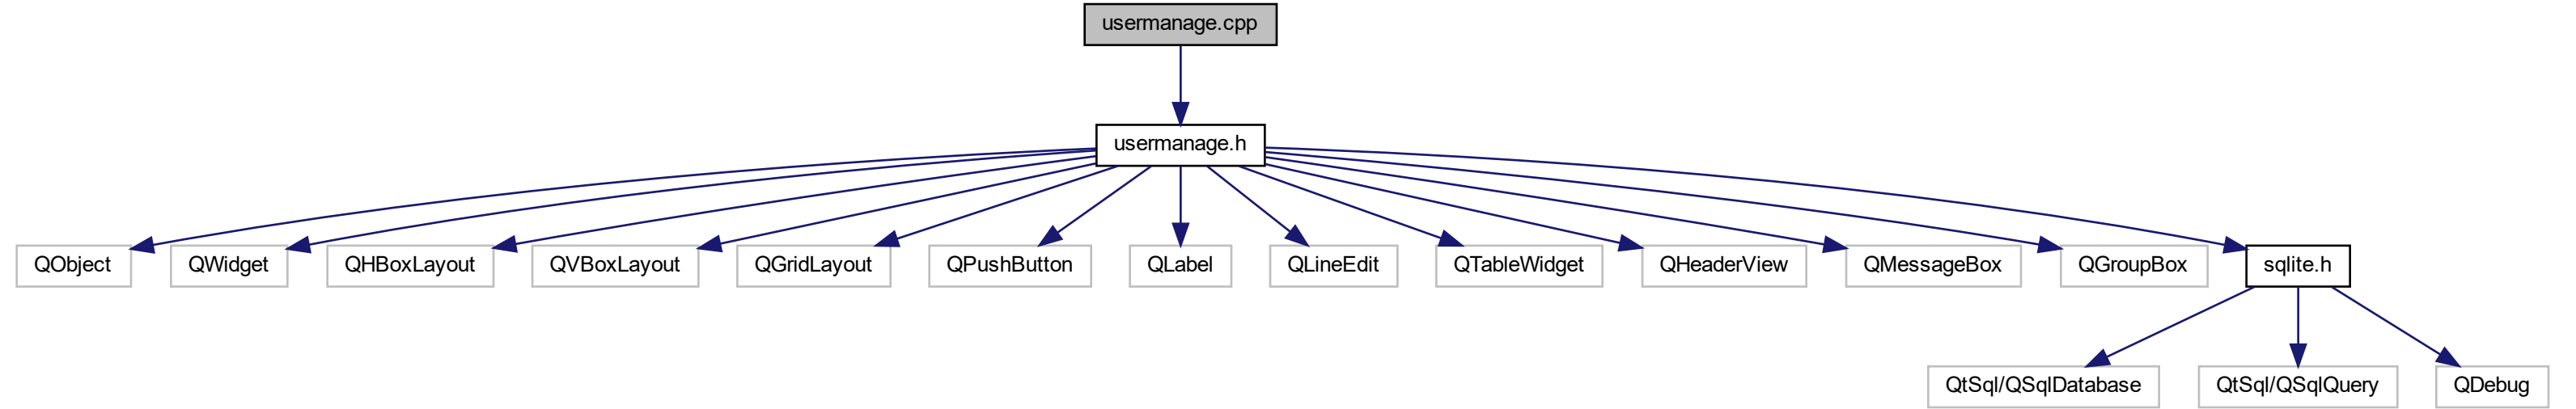 usermanage.cpp
usermanage.h
QObject
QWidget
QHBoxLayout
QVBoxLayout
QGridLayout
QPushButton
QLabel
QLineEdit
QTableWidget
QHeaderView
QMessageBox
QGroupBox
sqlite.h
QtSql/QSqlDatabase
QtSql/QSqlQuery
QDebug